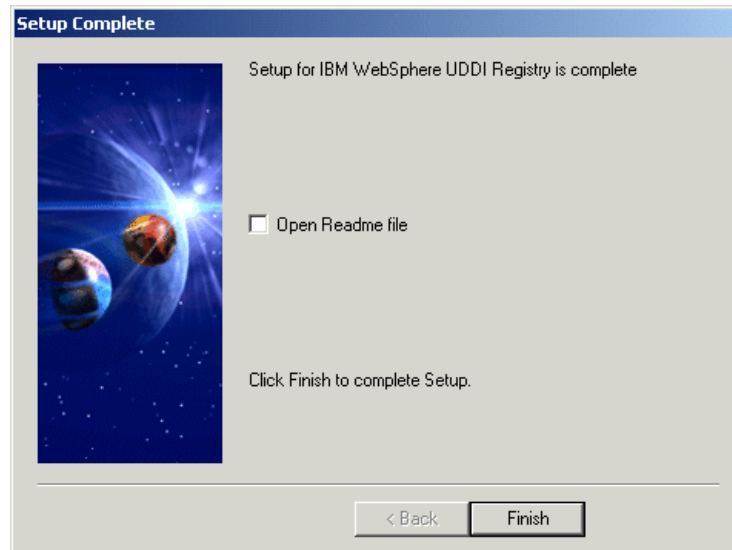 Setup Complete
Setup for IBM WebSphere UDDI Registry is complete
Open Readme file
Click Finish to complete Setup.
< Back
Finish